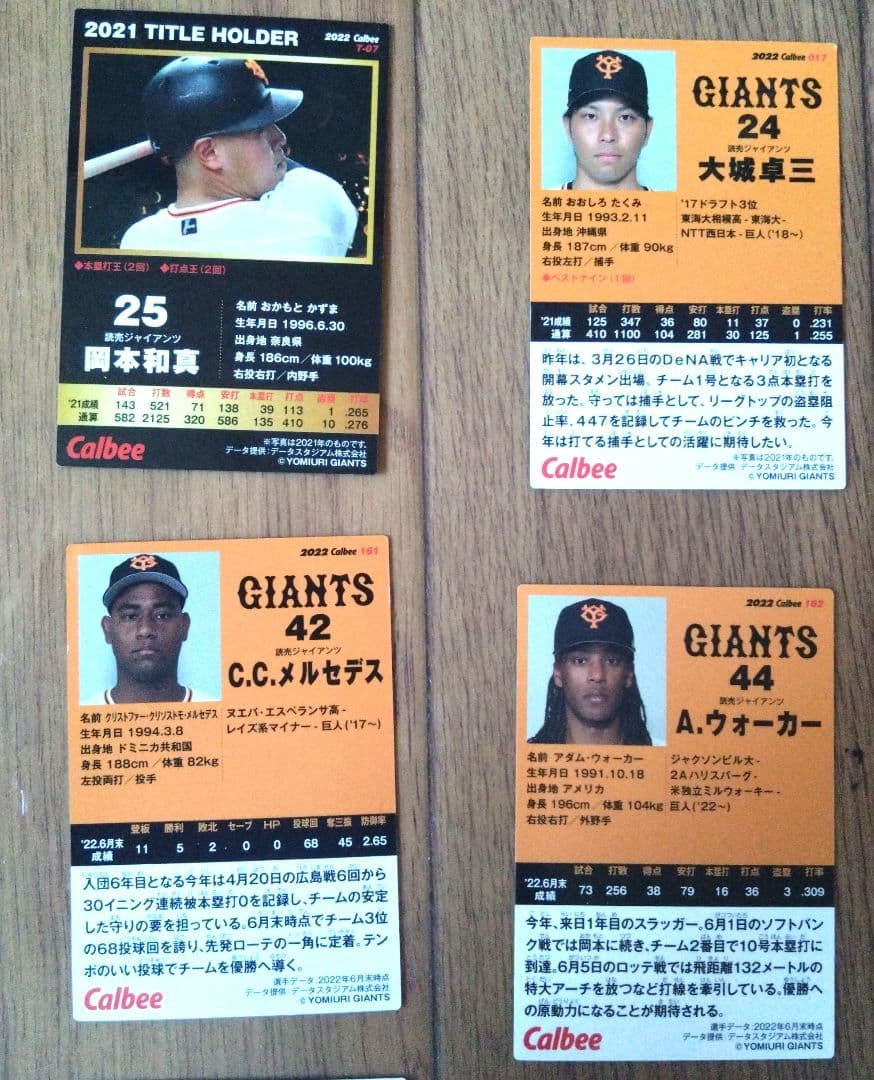 2021 TITLE HOLDER
2022 Calbee
T-07
◆本塁打王(2回) ◆打点王(2回)
25
読売ジャイアンツ
岡本和真
名前 おかもと かずま
生年月日 1996.6.30
出身地 奈良県
身長 186cm/体重 100kg
右投右打/内野手
試合 打数 得点 安打 本塁打 打点 盗塁 打率
'21成績 143 521 71 138 39 113 1 .265
通算 582 2125 320 586 135 410 10 .276
Calbee
※写真は2021年のものです。
データ提供:データスタジアム株式会社
© YOMIURI GIANTS
2022 Calbee 017
GIANTS
24
読売ジャイアンツ
大城卓三
名前 おおしろ たくみ
生年月日 1993.2.11
出身地 沖縄県
身長 187cm/体重 90kg
右投左打/捕手
◆ベストナイン(1回)
'17ドラフト3位
東海大相模高-東海大-
NTT西日本-巨人('18〜)
試合 打数 得点 安打 本塁打 打点 盗塁 打率
'21成績 125 347 36 80 11 37 0 .231
通算 410 1100 104 281 30 125 1 .255
昨年は、3月26日のDeNA戦でキャリア初となる
開幕スタメン出場。チーム1号となる3点本塁打を
放った。守っては捕手として、リーグトップの盗塁阻
止率.447を記録してチームのピンチを救った。今
年は打てる捕手としての活躍に期待したい。
Calbee
※写真は2021年のものです。
データ提供:データスタジアム株式会社
© YOMIURI GIANTS
2022 Calbee 161
GIANTS
42
読売ジャイアンツ
C.C.メルセデス
名前 クリストファー・クリソストモ・メルセデス
生年月日 1994.3.8
出身地 ドミニカ共和国
身長 188cm/体重 82kg
左投両打/投手
ヌエバ・エスペランサ高-
レイズ系マイナー-巨人('17〜)
登板 勝利 敗北 セーブ HP 投球回 奪三振 防御率
'22.6月末成績 11 5 2 0 0 68 45 2.65
入団6年目となる今年は4月20日の広島戦6回から
30イニング連続被本塁打0を記録し、チームの安定
した守りの要を担っている。6月末時点でチーム3位
の68投球回を誇り、先発ローテの一角に定着。テン
ポのいい投球でチームを優勝へ導く。
選手データ:2022年6月末時点
データ提供:データスタジアム株式会社
© YOMIURI GIANTS
Calbee
2022 Calbee 162
GIANTS
44
読売ジャイアンツ
A.ウォーカー
名前 アダム・ウォーカー
生年月日 1991.10.18
出身地 アメリカ
身長 196cm/体重 104kg
右投右打/外野手
ジャクソンビル大-
2Aハリスバーグ-
米独立ミルウォーキー-
巨人('22〜)
試合 打数 得点 安打 本塁打 打点 盗塁 打率
'22.6月末成績 73 256 38 79 16 36 3 .309
今年、来日1年目のスラッガー。6月1日のソフトバン
ク戦では岡本に続き、チーム2番目で10号本塁打に
到達。6月5日のロッテ戦では飛距離132メートルの
特大アーチを放つなど打線を牽引している。優勝へ
の原動力になることが期待される。
選手データ:2022年6月末時点
データ提供:データスタジアム株式会社
© YOMIURI GIANTS
Calbee